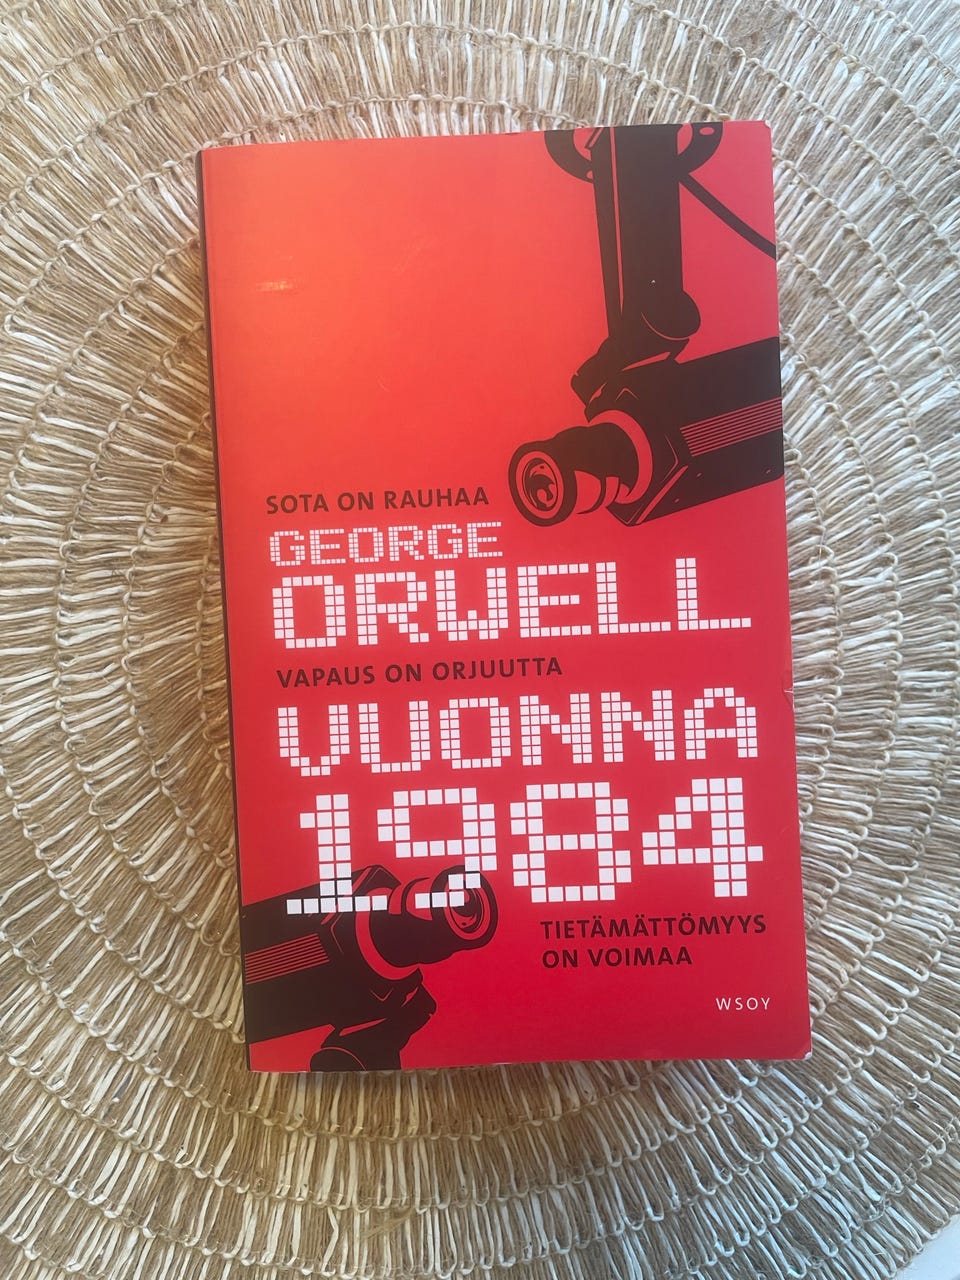 SOTA ON RAUHAA
GEORGE
ORWELL
VAPAUS ON ORJUUTTA
VUONNA
1984
TIETÄMÄTTÖMYYS
ON VOIMAA
WSOY